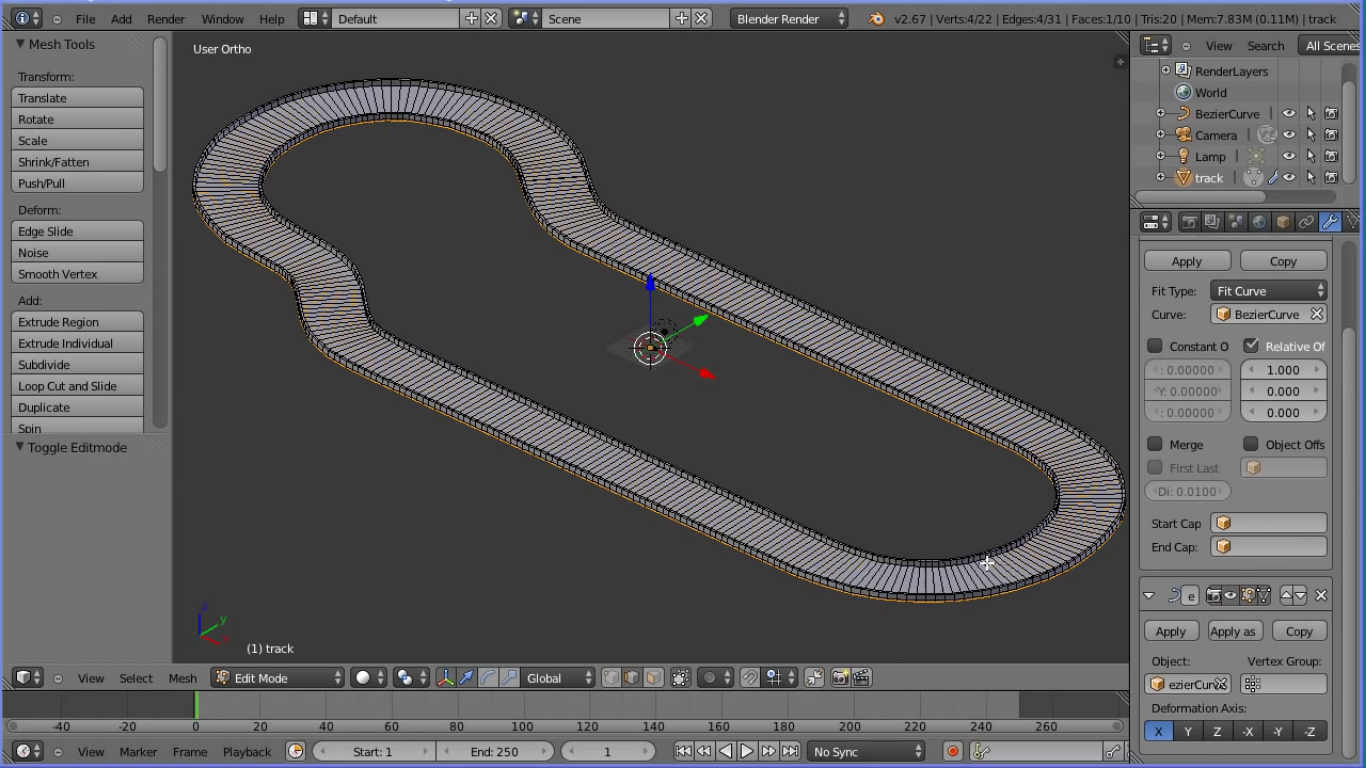 File Add Render Window Help Default Scene Blender Render v2.67 | Verts:4/22 | Edges:4/31 | Faces:1/10 | Tris:20 | Mem:7.83M (0.11M) | track
Mesh Tools
Transform:
Translate
Rotate
Scale
Shrink/Fatten
Push/Pull
Deform:
Edge Slide
Noise
Smooth Vertex
Add:
Extrude Region
Extrude Individual
Subdivide
Loop Cut and Slide
Duplicate
Spin
Toggle Editmode
User Ortho
z
y
(1) track
View Search All Scenes
RenderLayers
World
BezierCurve
Camera
Lamp
track
Apply Copy
Fit Type: Fit Curve
Curve: BezierCurve
Constant O Relative Of
: 0.00000 1.000
Y: 0.00000 0.000
: 0.00000 0.000
Merge Object Offs
First Last
Di: 0.0100
Start Cap
End Cap:
e
Apply Apply as Copy
Object: Vertex Group:
ezierCurv
Deformation Axis:
X Y Z -X -Y -Z
View Select Mesh Edit Mode Global
-40 -20 0 20 40 60 80 100 120 140 160 180 200 220 240 260
View Marker Frame Playback Start: 1 End: 250 1 No Sync